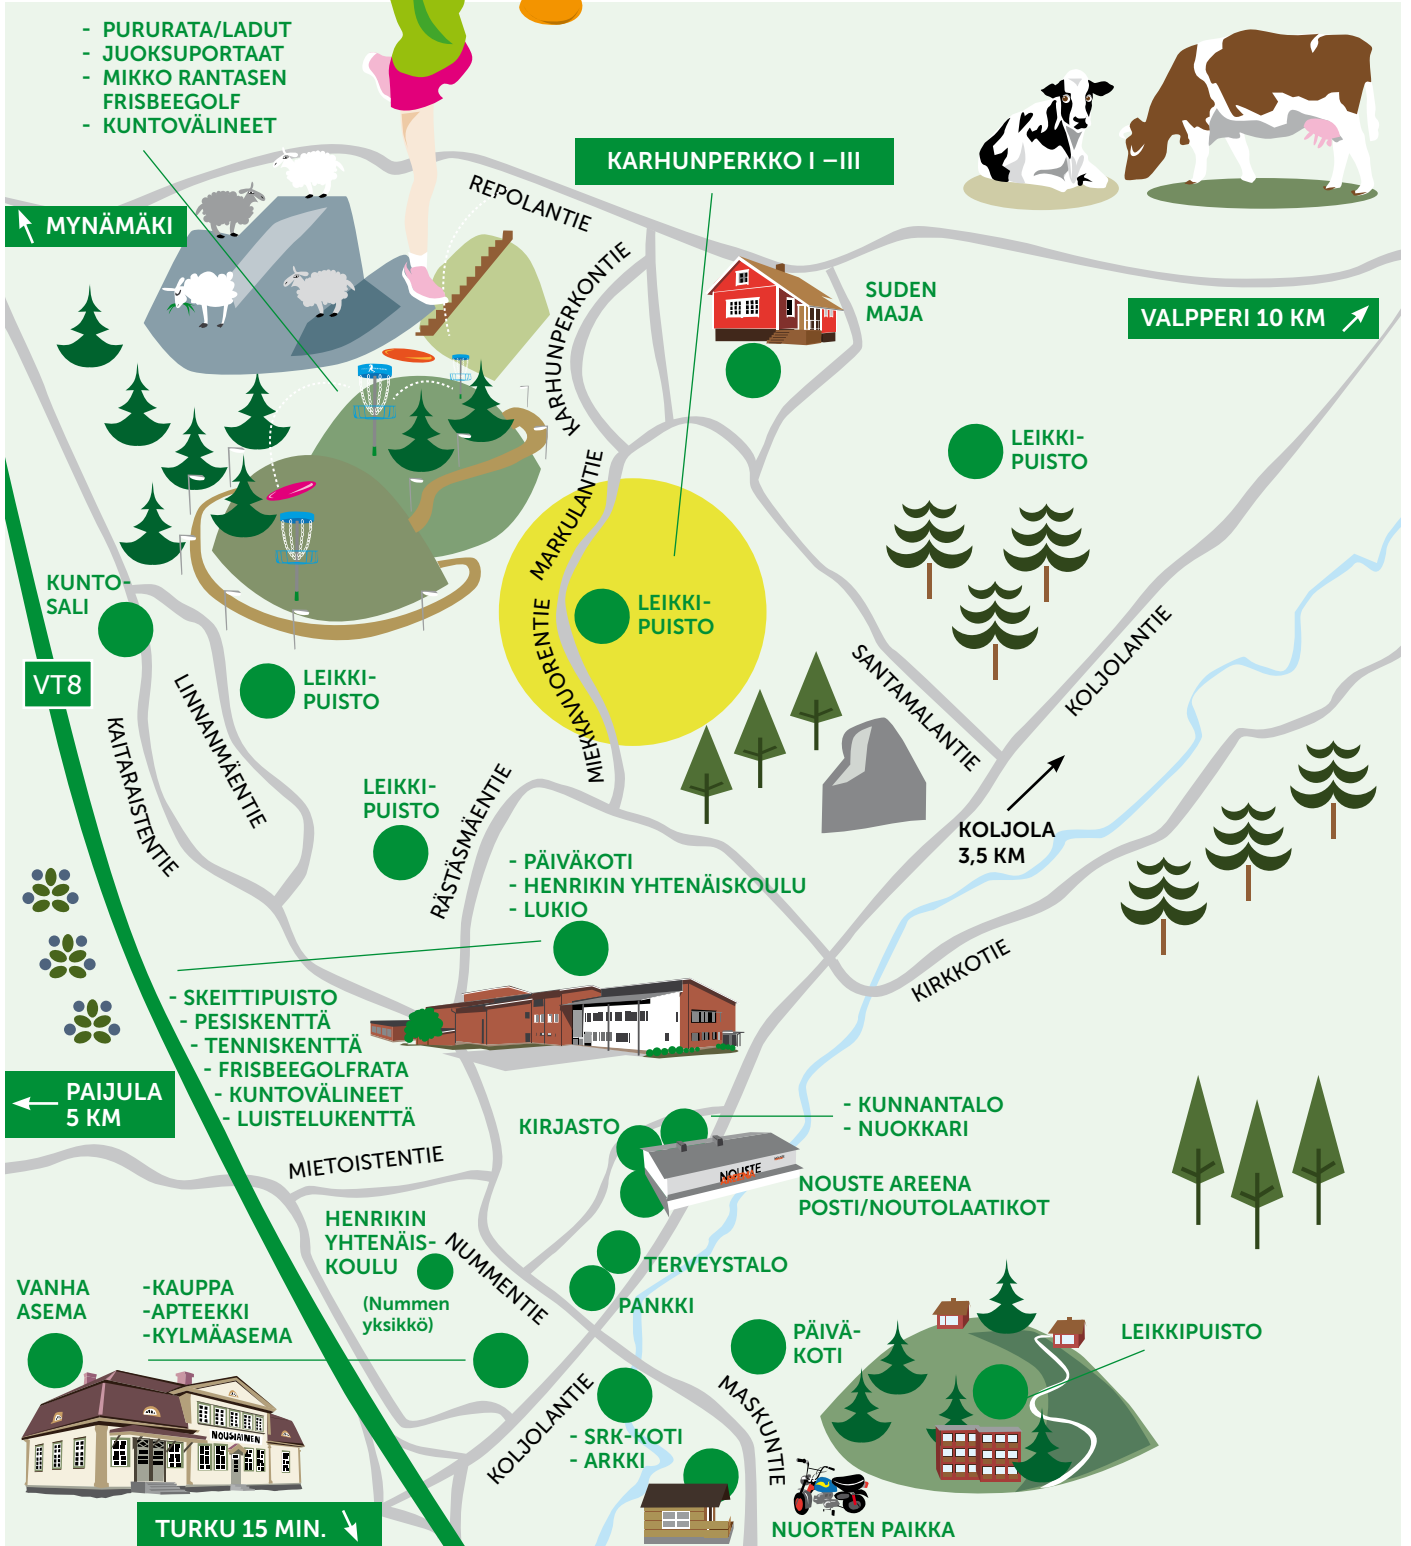 - PURURATA/LADUT
- JUOKSUPORTAAT
- MIKKO RANTASEN
FRISBEEGOLF
- KUNTOVÄLINEET
KARHUNPERKKO I –III
MYNÄMÄKI
REPOLANTIE
KARHUNPERKONTIE
SUDEN
MAJA
VALPPERI 10 KM
LEIKKI-
PUISTO
MARKULANTIE
KUNTO-
SALI
LEIKKI-
PUISTO
MIEKKAVUORENTIE
VT8
LEIKKI-
PUISTO
LINNANMÄENTIE
KAITARAISTENTIE
SANTAMALANTIE
KOLJOLANTIE
LEIKKI-
PUISTO
RÄSTÄSMÄENTIE
KOLJOLA
3,5 KM
- PÄIVÄKOTI
- HENRIKIN YHTENÄISKOULU
- LUKIO
KIRKKOTIE
- SKEITTIPUISTO
- PESISKENTTÄ
- TENNISKENTTÄ
- FRISBEEGOLFRATA
- KUNTOVÄLINEET
- LUISTELUKENTTÄ
PAIJULA
5 KM
KIRJASTO
- KUNNANTALO
- NUOKKARI
MIETOISTENTIE
NOUSTE
NOUSTE AREENA
POSTI/NOUTOLAATIKOT
HENRIKIN
YHTENÄIS-
KOULU
(Nummen
yksikkö)
NUMMENTIE
TERVEYSTALO
PANKKI
VANHA
ASEMA
-KAUPPA
-APTEEKKI
-KYLMÄASEMA
PÄIVÄ-
KOTI
LEIKKIPUISTO
NOUSIAINEN
KOLJOLANTIE
MASKUNTIE
- SRK-KOTI
- ARKKI
NUORTEN PAIKKA
TURKU 15 MIN.